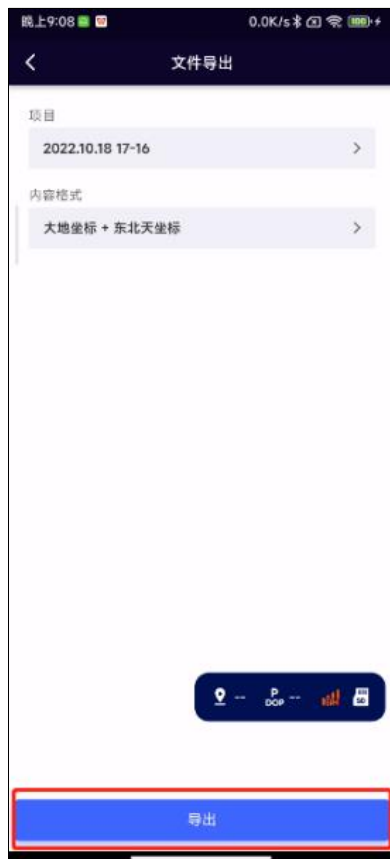 晚上9:08 0.0K/s 100
文件导出
项目
2022.10.18 17-16
内容格式
大地坐标 + 东北天坐标
-- P DOP -- SD
导出